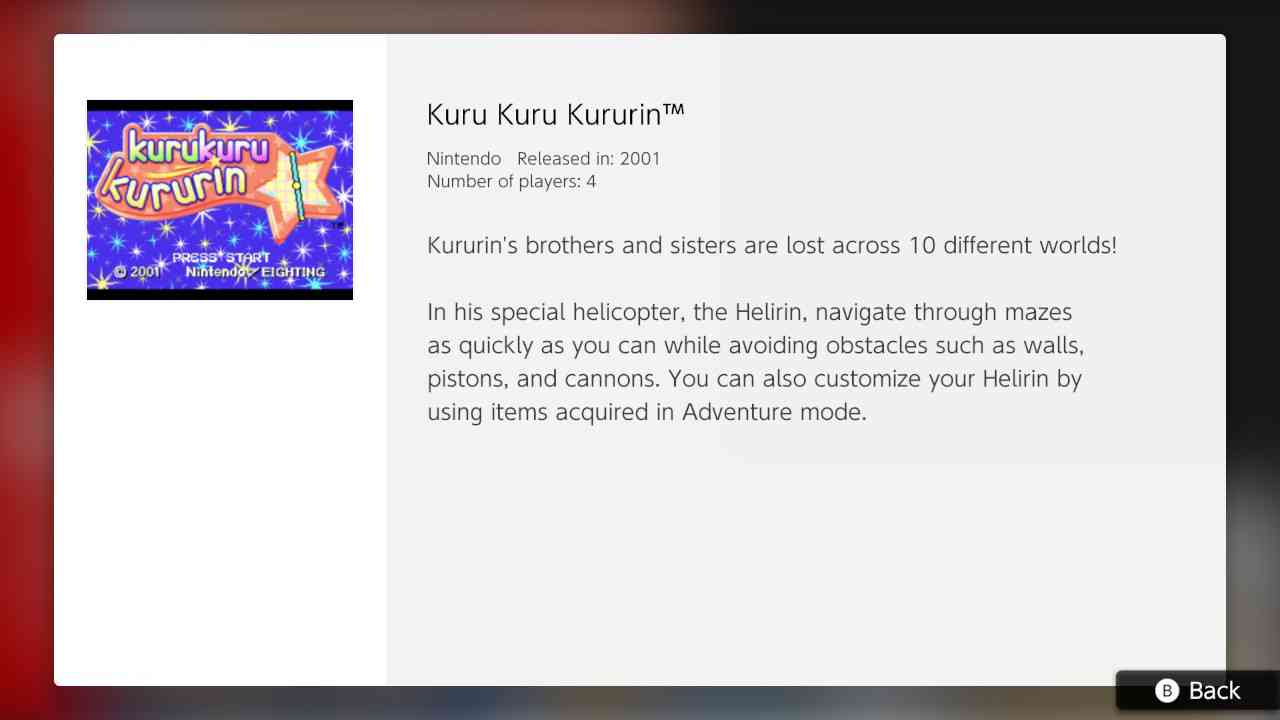 kurukuru
kururin
TM
PRESS START
© 2001 Nintendo / EIGHTING
Kuru Kuru Kururin™
Nintendo Released in: 2001
Number of players: 4
Kururin's brothers and sisters are lost across 10 different worlds!
In his special helicopter, the Helirin, navigate through mazes
as quickly as you can while avoiding obstacles such as walls,
pistons, and cannons. You can also customize your Helirin by
using items acquired in Adventure mode.
B Back